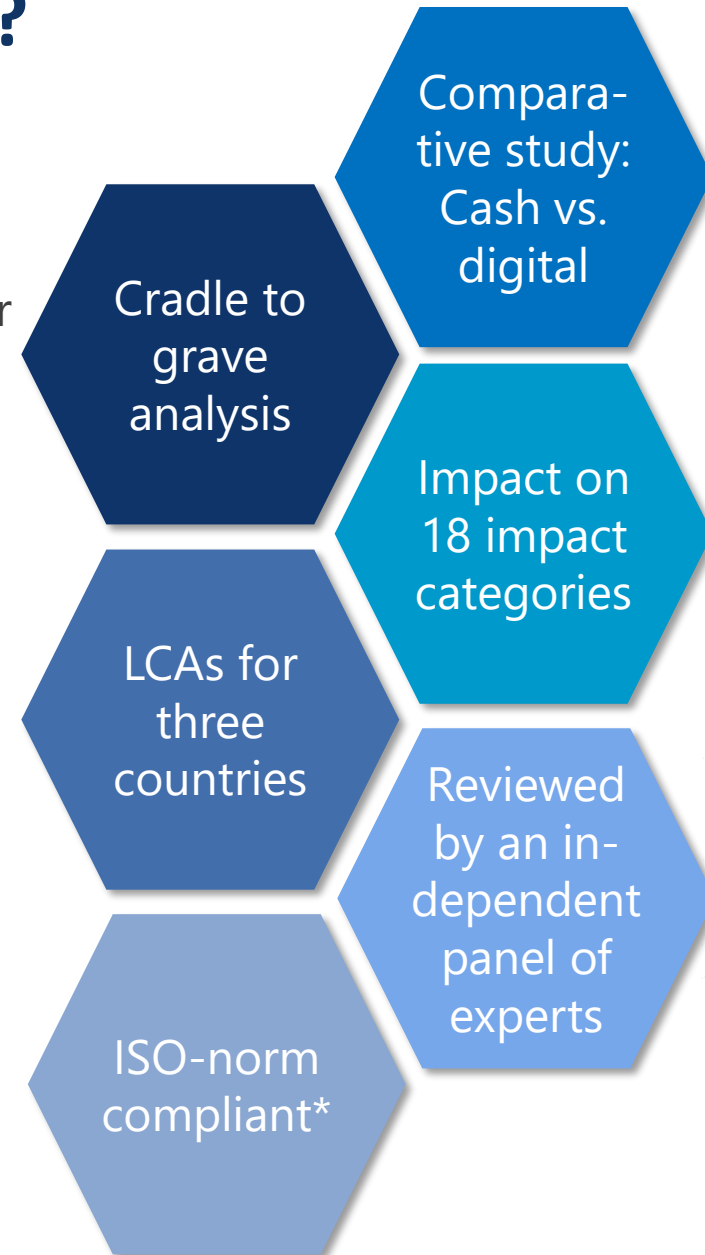 ?
Compara-
tive study:
Cash vs.
digital
r
Cradle to
grave
analysis
Impact on
18 impact
categories
LCAs for
three
countries
Reviewed
by an in-
dependent
panel of
experts
ISO-norm
compliant*